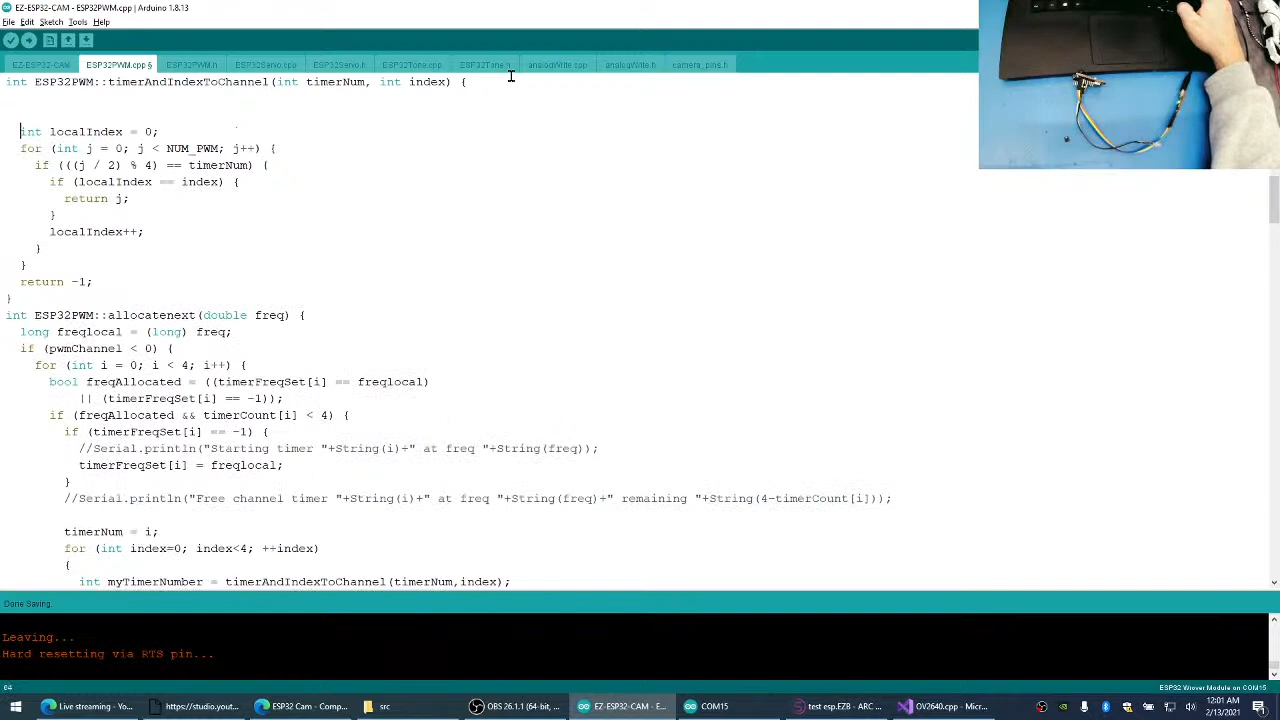 EZ-ESP32-CAM - ESP32PWM.cpp | Arduino 1.8.13
File Edit Sketch Tools Help
EZ-ESP32-CAM ESP32PWM.cpp § ESP32PWM.h ESP32Servo.cpp ESP32Servo.h ESP32Tone.cpp ESP32Tone.h analogWrite.cpp analogWrite.h camera_pins.h
int ESP32PWM::timerAndIndexToChannel(int timerNum, int index) {
int localIndex = 0;
for (int j = 0; j < NUM_PWM; j++) {
if (((j / 2) % 4) == timerNum) {
if (localIndex == index) {
return j;
}
localIndex++;
}
}
return -1;
}
int ESP32PWM::allocatenext(double freq) {
long freqlocal = (long) freq;
if (pwmChannel < 0) {
for (int i = 0; i < 4; i++) {
bool freqAllocated = ((timerFreqSet[i] == freqlocal)
|| (timerFreqSet[i] == -1));
if (freqAllocated && timerCount[i] < 4) {
if (timerFreqSet[i] == -1) {
//Serial.println("Starting timer "+String(i)+" at freq "+String(freq));
timerFreqSet[i] = freqlocal;
}
//Serial.println("Free channel timer "+String(i)+" at freq "+String(freq)+" remaining "+String(4-timerCount[i]));
timerNum = i;
for (int index=0; index<4; ++index)
{
int myTimerNumber = timerAndIndexToChannel(timerNum,index);
Done Saving.
Leaving...
Hard resetting via RTS pin...
64 ESP32 Wrover Module on COM15
Live streaming - Yo... https://studio.yout... ESP32 Cam - Comp... src OBS 26.1.1 (64-bit, ... EZ-ESP32-CAM - E... COM15 test esp.EZB - ARC ... OV2640.cpp - Micr... 12:01 AM
2/13/2021